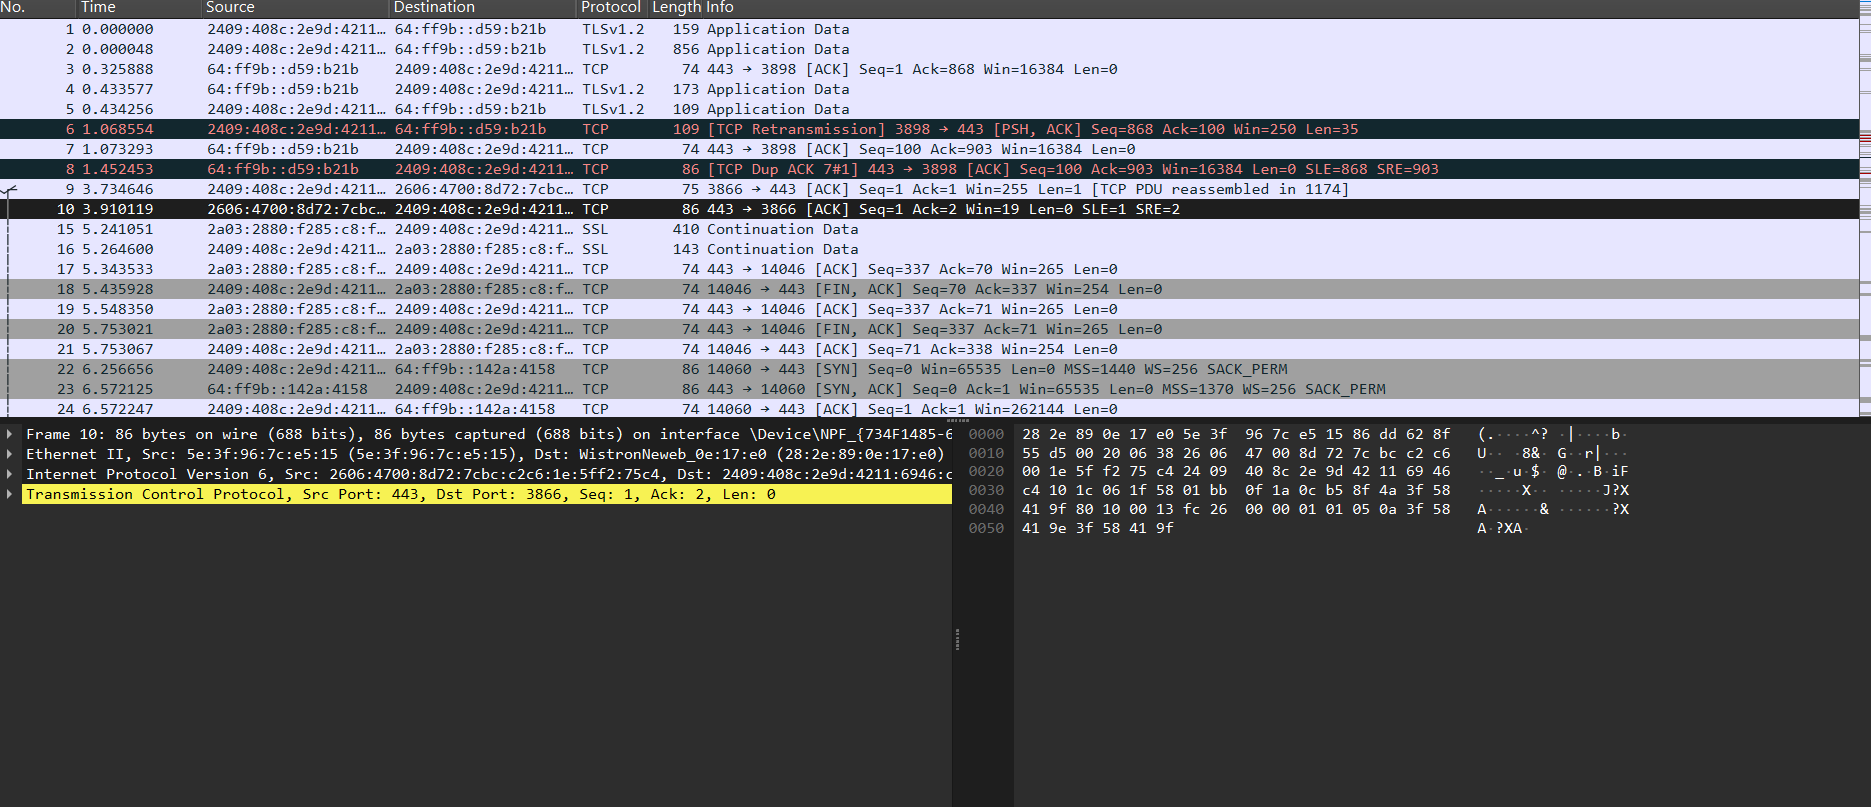 No. Time Source Destination Protocol Length Info
1 0.000000 2409:408c:2e9d:4211… 64:ff9b::d59:b21b TLSv1.2 159 Application Data
2 0.000048 2409:408c:2e9d:4211… 64:ff9b::d59:b21b TLSv1.2 856 Application Data
3 0.325888 64:ff9b::d59:b21b 2409:408c:2e9d:4211… TCP 74 443 → 3898 [ACK] Seq=1 Ack=868 Win=16384 Len=0
4 0.433577 64:ff9b::d59:b21b 2409:408c:2e9d:4211… TLSv1.2 173 Application Data
5 0.434256 2409:408c:2e9d:4211… 64:ff9b::d59:b21b TLSv1.2 109 Application Data
6 1.068554 2409:408c:2e9d:4211… 64:ff9b::d59:b21b TCP 109 [TCP Retransmission] 3898 → 443 [PSH, ACK] Seq=868 Ack=100 Win=250 Len=35
7 1.073293 64:ff9b::d59:b21b 2409:408c:2e9d:4211… TCP 74 443 → 3898 [ACK] Seq=100 Ack=903 Win=16384 Len=0
8 1.452453 64:ff9b::d59:b21b 2409:408c:2e9d:4211… TCP 86 [TCP Dup ACK 7#1] 443 → 3898 [ACK] Seq=100 Ack=903 Win=16384 Len=0 SLE=868 SRE=903
9 3.734646 2409:408c:2e9d:4211… 2606:4700:8d72:7cbc… TCP 75 3866 → 443 [ACK] Seq=1 Ack=1 Win=255 Len=1 [TCP PDU reassembled in 1174]
10 3.910119 2606:4700:8d72:7cbc… 2409:408c:2e9d:4211… TCP 86 443 → 3866 [ACK] Seq=1 Ack=2 Win=19 Len=0 SLE=1 SRE=2
15 5.241051 2a03:2880:f285:c8:f… 2409:408c:2e9d:4211… SSL 410 Continuation Data
16 5.264600 2409:408c:2e9d:4211… 2a03:2880:f285:c8:f… SSL 143 Continuation Data
17 5.343533 2a03:2880:f285:c8:f… 2409:408c:2e9d:4211… TCP 74 443 → 14046 [ACK] Seq=337 Ack=70 Win=265 Len=0
18 5.435928 2409:408c:2e9d:4211… 2a03:2880:f285:c8:f… TCP 74 14046 → 443 [FIN, ACK] Seq=70 Ack=337 Win=254 Len=0
19 5.548350 2a03:2880:f285:c8:f… 2409:408c:2e9d:4211… TCP 74 443 → 14046 [ACK] Seq=337 Ack=71 Win=265 Len=0
20 5.753021 2a03:2880:f285:c8:f… 2409:408c:2e9d:4211… TCP 74 443 → 14046 [FIN, ACK] Seq=337 Ack=71 Win=265 Len=0
21 5.753067 2409:408c:2e9d:4211… 2a03:2880:f285:c8:f… TCP 74 14046 → 443 [ACK] Seq=71 Ack=338 Win=254 Len=0
22 6.256656 2409:408c:2e9d:4211… 64:ff9b::142a:4158 TCP 86 14060 → 443 [SYN] Seq=0 Win=65535 Len=0 MSS=1440 WS=256 SACK_PERM
23 6.572125 64:ff9b::142a:4158 2409:408c:2e9d:4211… TCP 86 443 → 14060 [SYN, ACK] Seq=0 Ack=1 Win=65535 Len=0 MSS=1370 WS=256 SACK_PERM
24 6.572247 2409:408c:2e9d:4211… 64:ff9b::142a:4158 TCP 74 14060 → 443 [ACK] Seq=1 Ack=1 Win=262144 Len=0
Frame 10: 86 bytes on wire (688 bits), 86 bytes captured (688 bits) on interface \Device\NPF_{734F1485-6
Ethernet II, Src: 5e:3f:96:7c:e5:15 (5e:3f:96:7c:e5:15), Dst: WistronNeweb_0e:17:e0 (28:2e:89:0e:17:e0)
Internet Protocol Version 6, Src: 2606:4700:8d72:7cbc:c2c6:1e:5ff2:75c4, Dst: 2409:408c:2e9d:4211:6946:c
Transmission Control Protocol, Src Port: 443, Dst Port: 3866, Seq: 1, Ack: 2, Len: 0
0000 28 2e 89 0e 17 e0 5e 3f 96 7c e5 15 86 dd 62 8f (.····^? ·|····b·
0010 55 d5 00 20 06 38 26 06 47 00 8d 72 7c bc c2 c6 U·· ·8&· G··r|···
0020 00 1e 5f f2 75 c4 24 09 40 8c 2e 9d 42 11 69 46 ··_·u·$· @·.·B·iF
0030 c4 10 1c 06 1f 58 01 bb 0f 1a 0c b5 8f 4a 3f 58 ·····X·· ·····J?X
0040 41 9f 80 10 00 13 fc 26 00 00 01 01 05 0a 3f 58 A······& ······?X
0050 41 9e 3f 58 41 9f A·?XA·